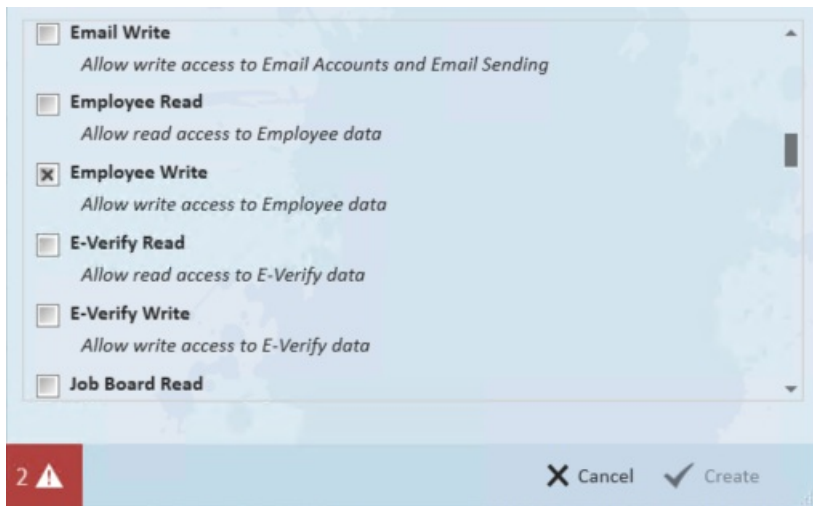 Email Write
Allow write access to Email Accounts and Email Sending
Employee Read
Allow read access to Employee data
Employee Write
Allow write access to Employee data
E-Verify Read
Allow read access to E-Verify data
E-Verify Write
Allow write access to E-Verify data
Job Board Read
2
Cancel
Create